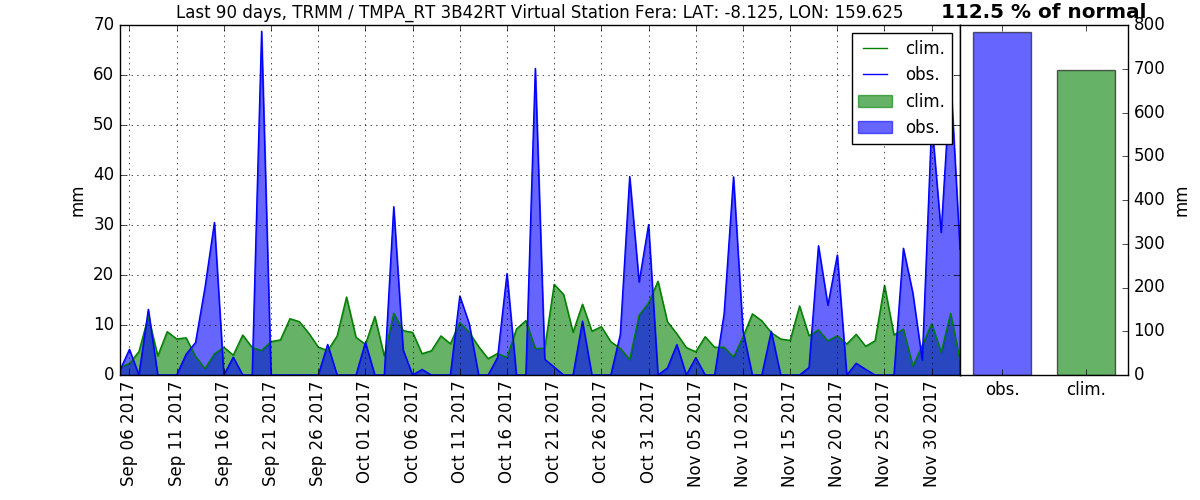 Last 90 days, TRMM / TMPA_RT 3B42RT Virtual Station Fera: LAT: -8.125, LON: 159.625
112.5 % of normal
70
60
50
40
30
20
10
0
mm
clim.
obs.
clim.
obs.
800
700
600
500
400
300
200
100
0
mm
obs.
clim.
Sep 06 2017
Sep 11 2017
Sep 16 2017
Sep 21 2017
Sep 26 2017
Oct 01 2017
Oct 06 2017
Oct 11 2017
Oct 16 2017
Oct 21 2017
Oct 26 2017
Oct 31 2017
Nov 05 2017
Nov 10 2017
Nov 15 2017
Nov 20 2017
Nov 25 2017
Nov 30 2017